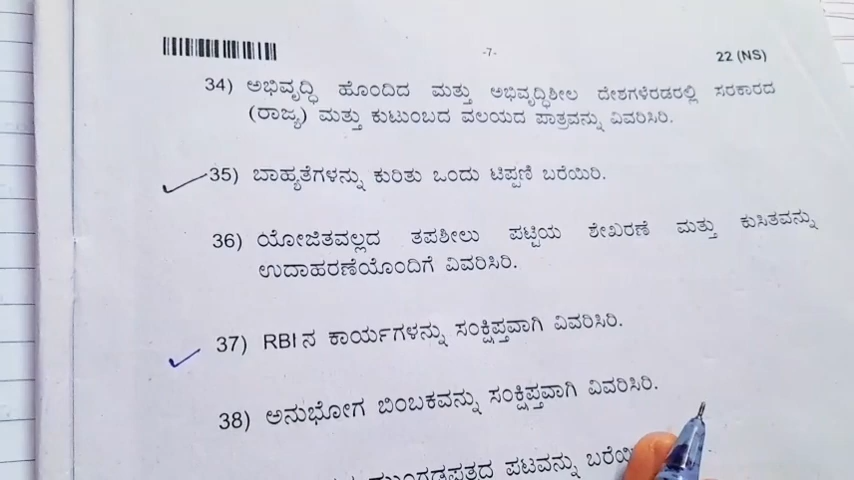 -7-
22 (NS)
34) ಅಭಿವೃದ್ಧಿ ಹೊಂದಿದ ಮತ್ತು ಅಭಿವೃದ್ಧಿಶೀಲ ದೇಶಗಳೆರಡರಲ್ಲಿ ಸರಕಾರದ
(ರಾಜ್ಯ) ಮತ್ತು ಕುಟುಂಬದ ವಲಯದ ಪಾತ್ರವನ್ನು ವಿವರಿಸಿರಿ.
35) ಬಾಹ್ಯತೆಗಳನ್ನು ಕುರಿತು ಒಂದು ಟಿಪ್ಪಣಿ ಬರೆಯಿರಿ.
36) ಯೋಜಿತವಲ್ಲದ ತಪಶೀಲು ಪಟ್ಟಿಯ ಶೇಖರಣೆ ಮತ್ತು ಕುಸಿತವನ್ನು
ಉದಾಹರಣೆಯೊಂದಿಗೆ ವಿವರಿಸಿರಿ.
37) RBI ನ ಕಾರ್ಯಗಳನ್ನು ಸಂಕ್ಷಿಪ್ತವಾಗಿ ವಿವರಿಸಿರಿ.
38) ಅನುಭೋಗ ಬಿಂಬಕವನ್ನು ಸಂಕ್ಷಿಪ್ತವಾಗಿ ವಿವರಿಸಿರಿ.
ಪಟವನ್ನು